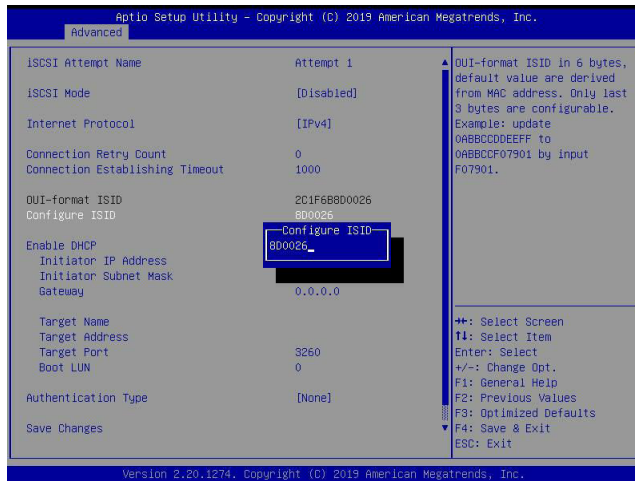 Aptio Setup Utility – Copyright (C) 2019 American Megatrends, Inc.
Advanced
iSCSI Attempt Name Attempt 1
iSCSI Mode [Disabled]
Internet Protocol [IPv4]
Connection Retry Count 0
Connection Establishing Timeout 1000
OUI-format ISID 2C1F6B8D0026
Configure ISID 8D0026
Configure ISID
8D0026_
Enable DHCP
Initiator IP Address
Initiator Subnet Mask
Gateway 0.0.0.0
Target Name
Target Address
Target Port 3260
Boot LUN 0
Authentication Type [None]
Save Changes
OUI-format ISID in 6 bytes,
default value are derived
from MAC address. Only last
3 bytes are configurable.
Example: update
0ABBCCDDEEFF to
0ABBCCF07901 by input
F07901.
→←: Select Screen
↑↓: Select Item
Enter: Select
+/-: Change Opt.
F1: General Help
F2: Previous Values
F3: Optimized Defaults
F4: Save & Exit
ESC: Exit
Version 2.20.1274. Copyright (C) 2019 American Megatrends, Inc.